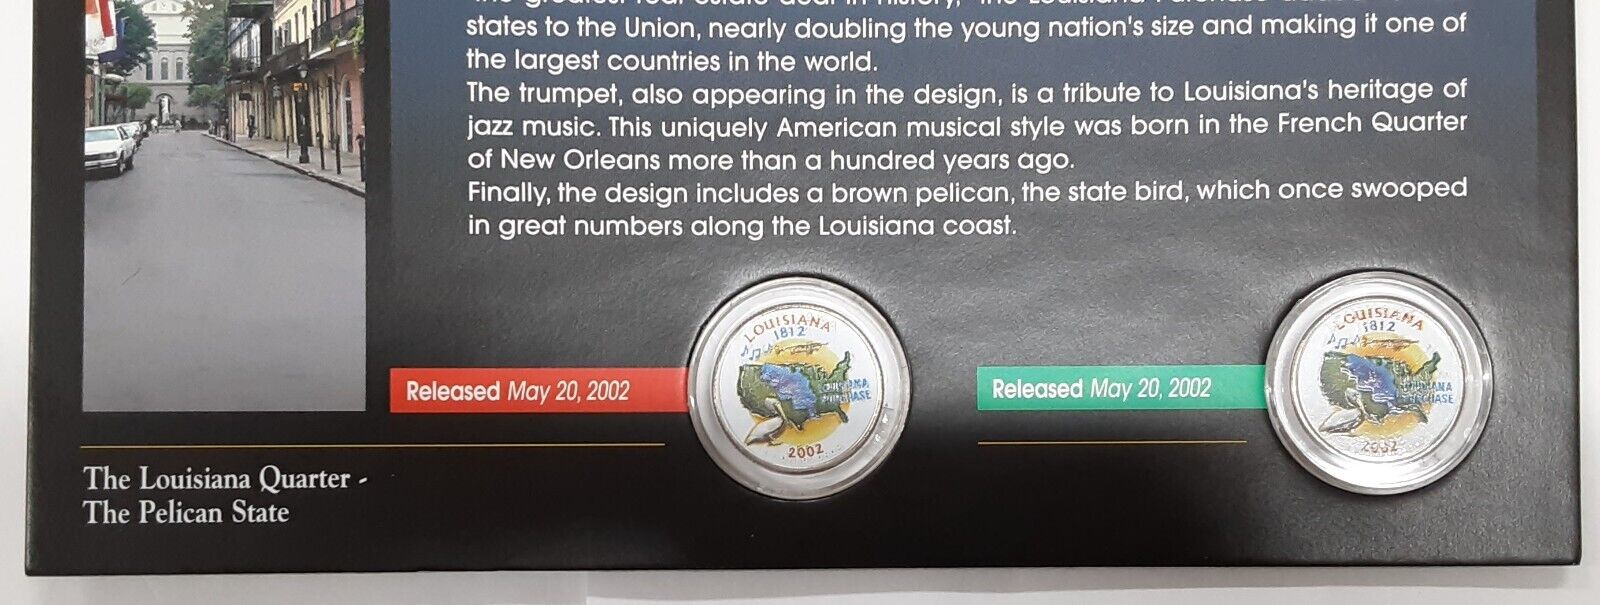 states to the Union, nearly doubling the young nation's size and making it one of
the largest countries in the world.
The trumpet, also appearing in the design, is a tribute to Louisiana's heritage of
jazz music. This uniquely American musical style was born in the French Quarter
of New Orleans more than a hundred years ago.
Finally, the design includes a brown pelican, the state bird, which once swooped
in great numbers along the Louisiana coast.
Released May 20, 2002
LOUISIANA
1812
LOUISIANA
PURCHASE
2002
Released May 20, 2002
LOUISIANA
1812
LOUISIANA
PURCHASE
2002
The Louisiana Quarter -
The Pelican State